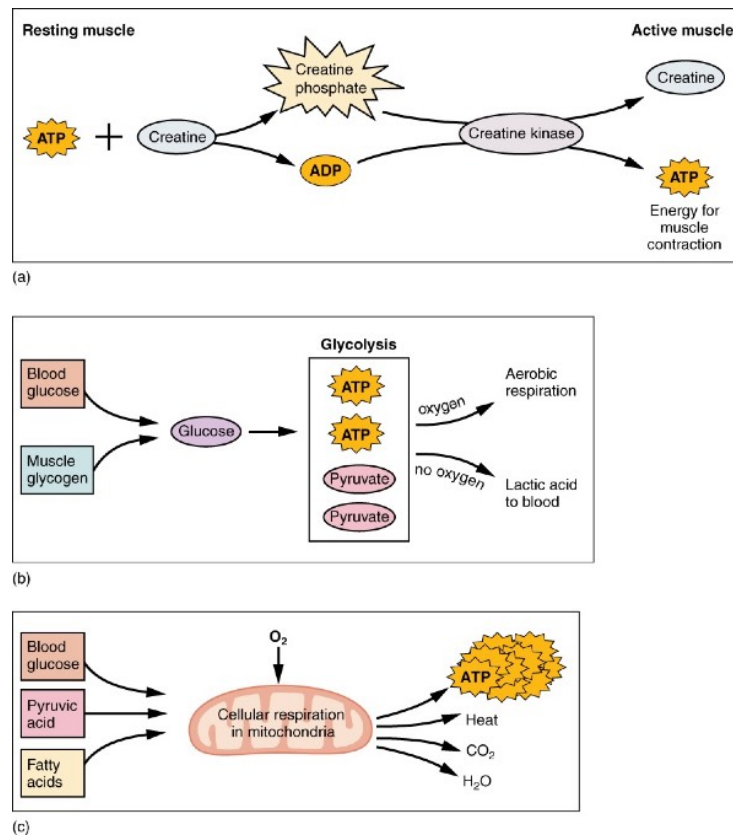 Resting muscle
Active muscle
ATP
+
Creatine
Creatine
phosphate
ADP
Creatine kinase
Creatine
ATP
Energy for
muscle
contraction
(a)
Blood
glucose
Muscle
glycogen
Glucose
Glycolysis
ATP
ATP
Pyruvate
Pyruvate
oxygen
no oxygen
Aerobic
respiration
Lactic acid
to blood
(b)
Blood
glucose
Pyruvic
acid
Fatty
acids
O₂
Cellular respiration
in mitochondria
ATP
Heat
CO₂
H₂O
(c)